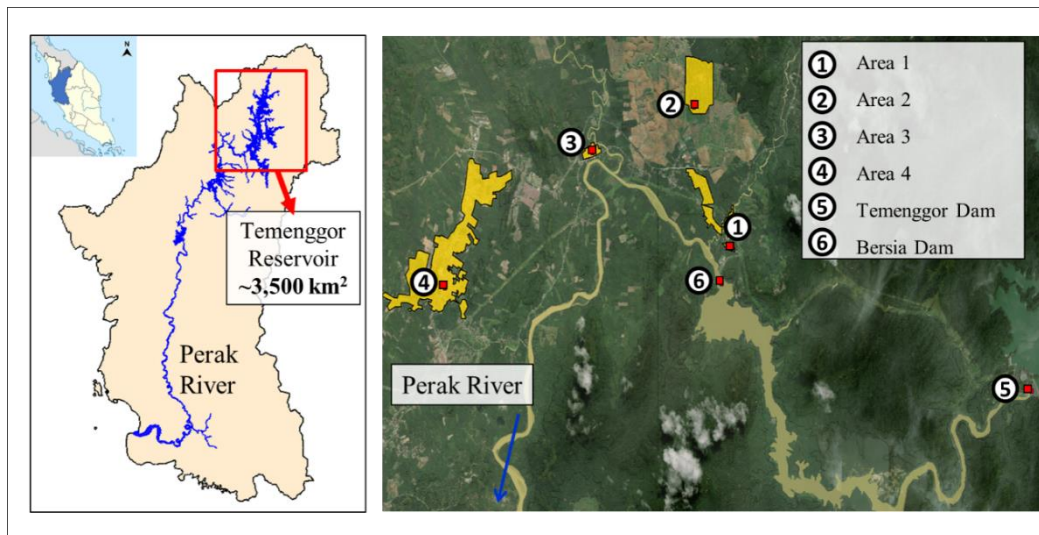 N
Temenggor
Reservoir
~3,500 km²
Perak
River
1 Area 1
2 Area 2
3 Area 3
4 Area 4
5 Temenggor Dam
6 Bersia Dam
2
3
1
4
6
5
Perak River